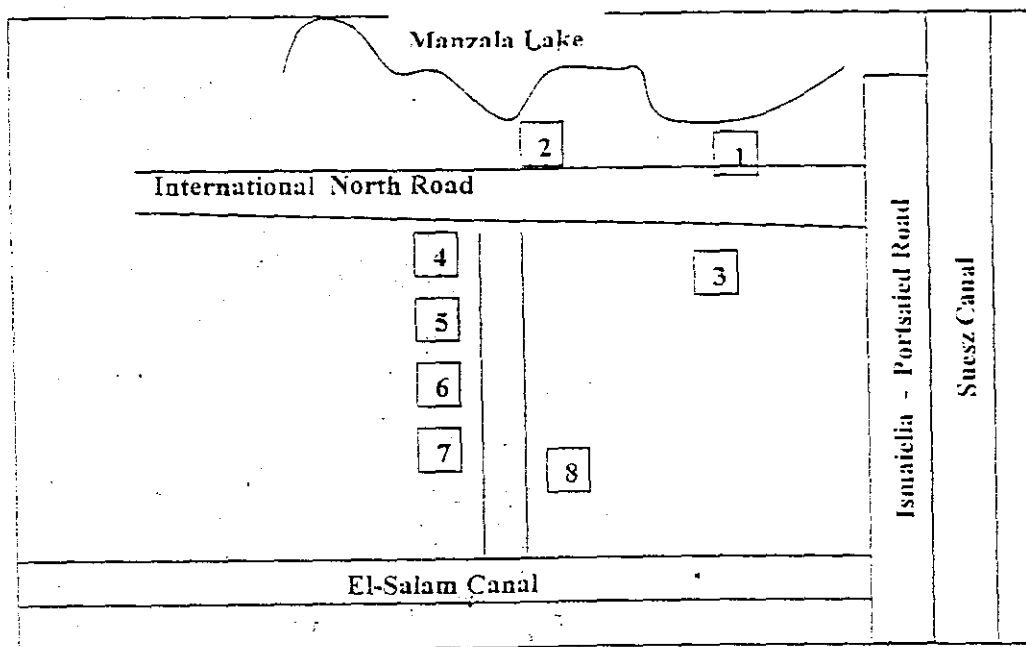 Manzala Lake
2
1
International North Road
4
3
5
6
7
8
El-Salam Canal
Ismaielia - Portsaied Road
Suesz Canal